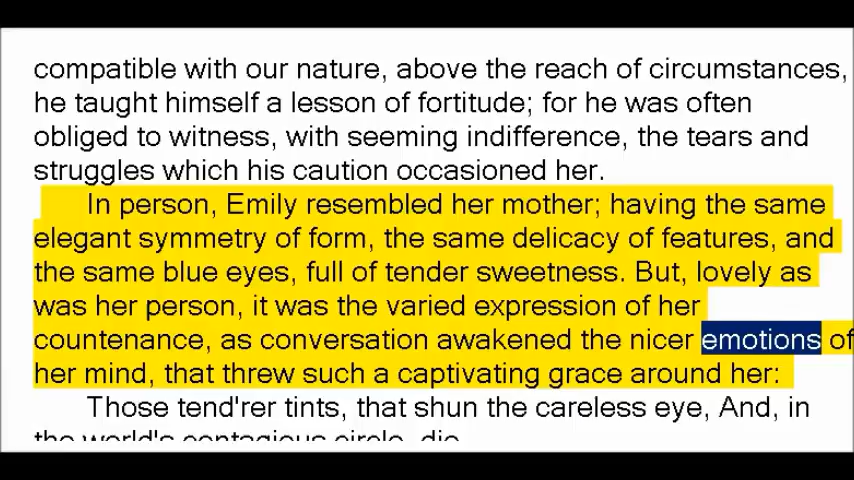 compatible with our nature, above the reach of circumstances,
he taught himself a lesson of fortitude; for he was often
obliged to witness, with seeming indifference, the tears and
struggles which his caution occasioned her.
In person, Emily resembled her mother; having the same
elegant symmetry of form, the same delicacy of features, and
the same blue eyes, full of tender sweetness. But, lovely as
was her person, it was the varied expression of her
countenance, as conversation awakened the nicer emotions of
her mind, that threw such a captivating grace around her:
Those tend'rer tints, that shun the careless eye, And, in
the world's contagious circle, die.